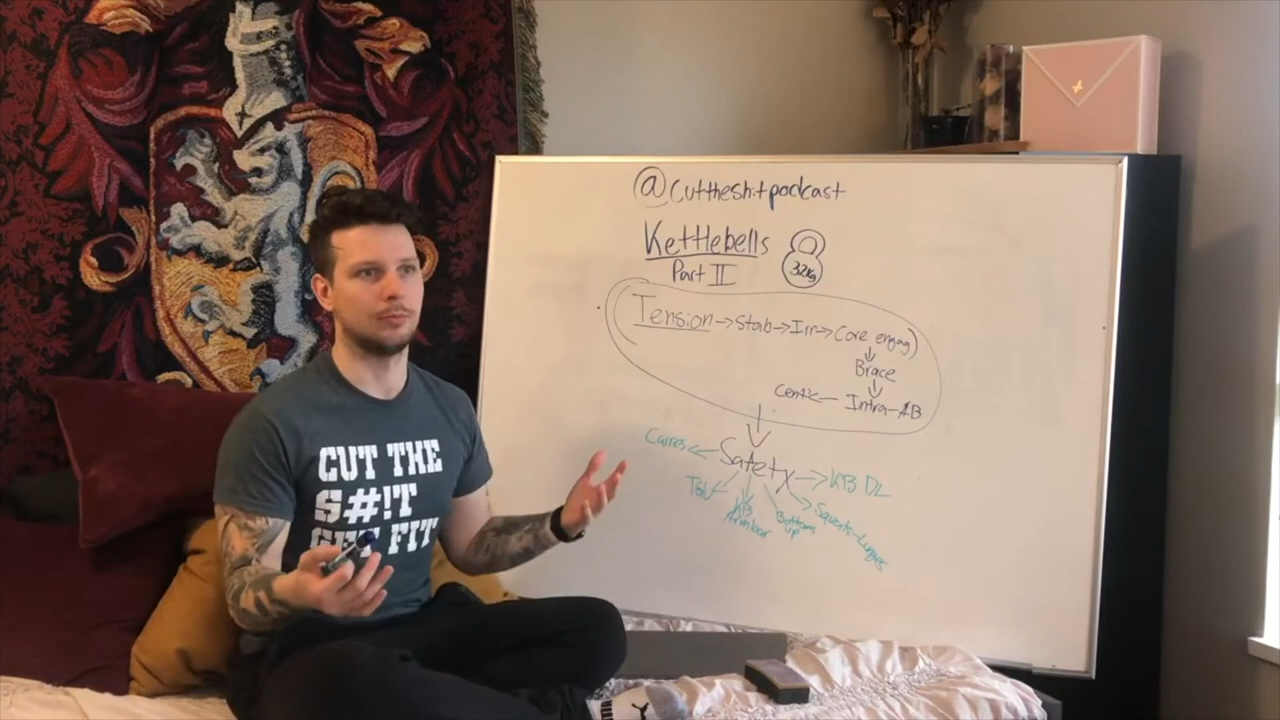 @cuttheshitpodcast
Kettlebells
Part II
32kg
Tension → Stab → Irr → Core engag)
Brace
Cent ← Intra-AB
Safety
Carries
KB DL
TGU
KB
Armbar
Bottoms
up
Squats-Lunges
CUT THE
S#!T
GET FIT